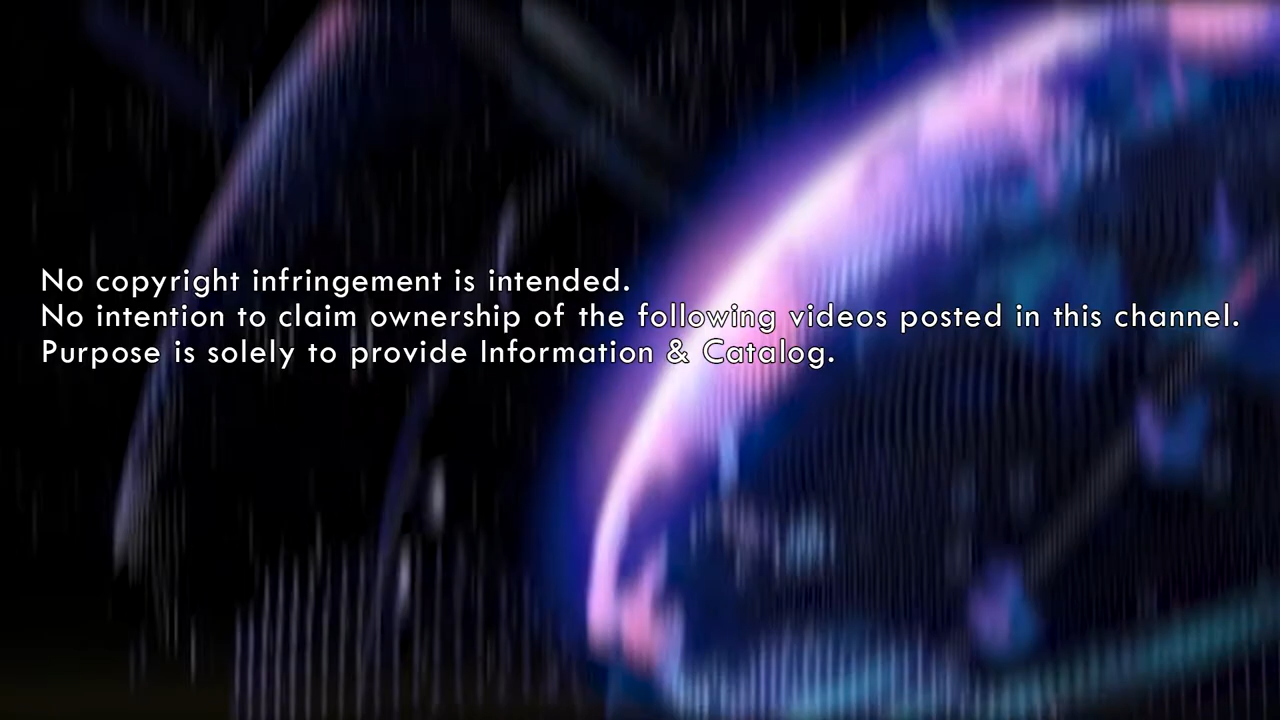 No copyright infringement is intended.
No intention to claim ownership of the following videos posted in this channel.
Purpose is solely to provide Information & Catalog.